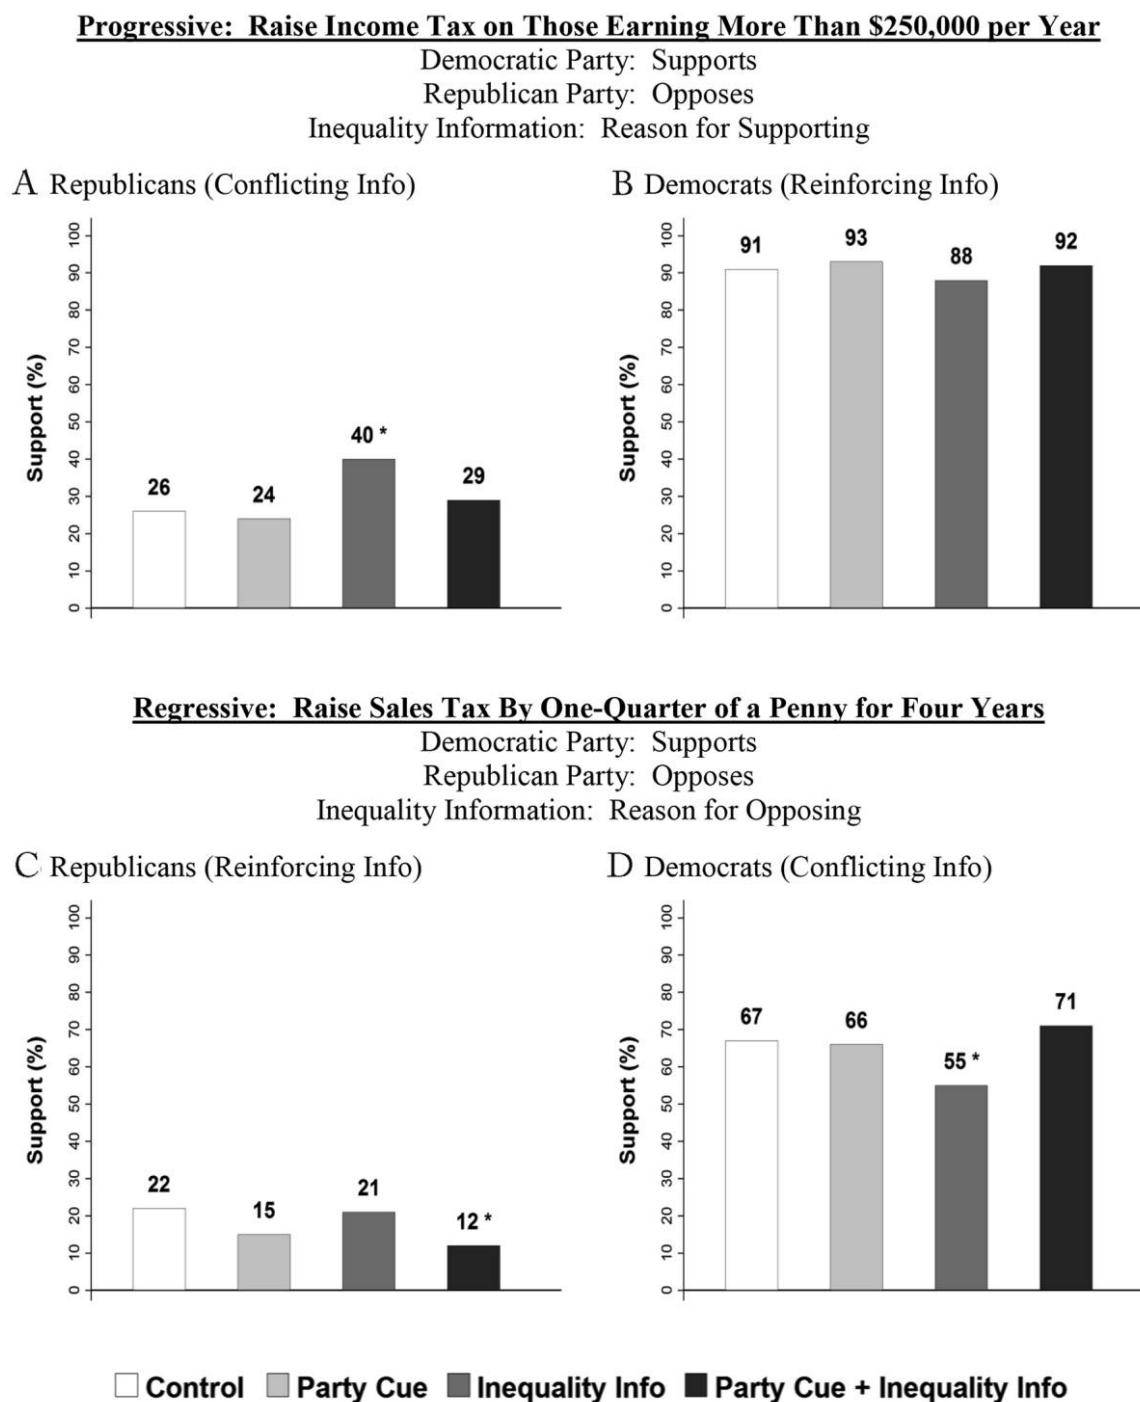 Progressive: Raise Income Tax on Those Earning More Than $250,000 per Year
Democratic Party: Supports
Republican Party: Opposes
Inequality Information: Reason for Supporting
A Republicans (Conflicting Info)
Support (%)
0 10 20 30 40 50 60 70 80 90 100
26
24
40 *
29
B Democrats (Reinforcing Info)
Support (%)
0 10 20 30 40 50 60 70 80 90 100
91
93
88
92
Regressive: Raise Sales Tax By One-Quarter of a Penny for Four Years
Democratic Party: Supports
Republican Party: Opposes
Inequality Information: Reason for Opposing
C Republicans (Reinforcing Info)
Support (%)
0 10 20 30 40 50 60 70 80 90 100
22
15
21
12 *
D Democrats (Conflicting Info)
Support (%)
0 10 20 30 40 50 60 70 80 90 100
67
66
55 *
71
Control Party Cue Inequality Info Party Cue + Inequality Info